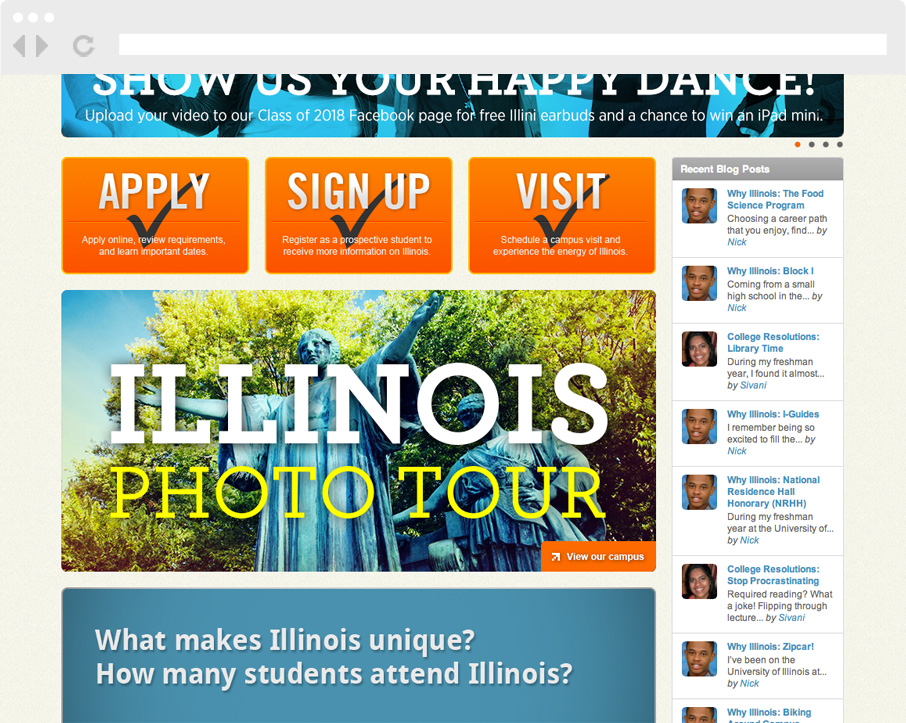 SHOW US YOUR HAPPY DANCE!
Upload your video to our Class of 2018 Facebook page for free Illini earbuds and a chance to win an iPad mini.
APPLY
Apply online, review requirements,
and learn important dates.
SIGN UP
Register as a prospective student to
receive more information on Illinois.
VISIT
Schedule a campus visit and
experience the energy of Illinois.
ILLINOIS
PHOTO TOUR
View our campus
What makes Illinois unique?
How many students attend Illinois?
Recent Blog Posts
Why Illinois: The Food
Science Program
Choosing a career path
that you enjoy, find... by
Nick
Why Illinois: Block I
Coming from a small
high school in the... by
Nick
College Resolutions:
Library Time
During my freshman
year, I found it almost...
by Sivani
Why Illinois: I-Guides
I remember being so
excited to fill the... by
Nick
Why Illinois: National
Residence Hall
Honorary (NRHH)
During my freshman
year at the University of...
by Nick
College Resolutions:
Stop Procrastinating
Required reading? What
a joke! Flipping through
lecture... by Sivani
Why Illinois: Zipcar!
I've been on the
University of Illinois at...
by Nick
Why Illinois: Biking
Around Campus